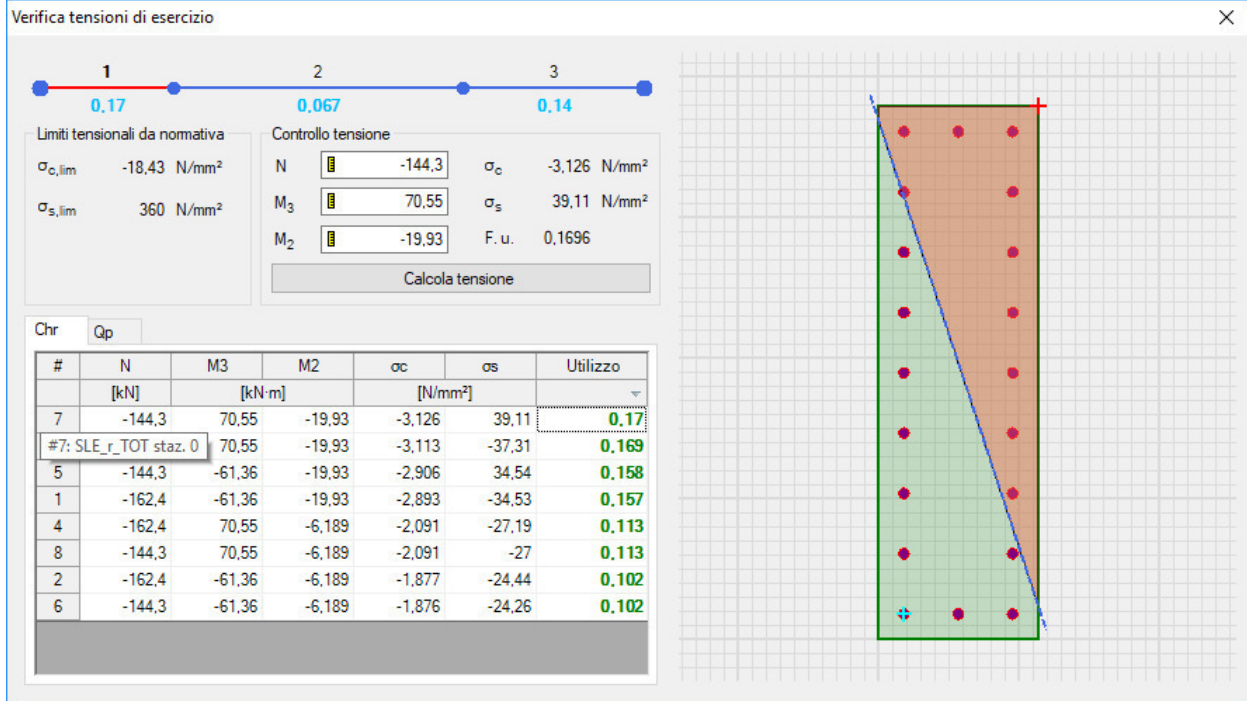 Verifica tensioni di esercizio
1 2 3
0,17 0,067 0,14
Limiti tensionali da normativa
σc,lim -18,43 N/mm²
σs,lim 360 N/mm²
Controllo tensione
N -144,3 σc -3,126 N/mm²
M3 70,55 σs 39,11 N/mm²
M2 -19,93 F. u. 0,1696
Calcola tensione
Chr Qp
# N M3 M2 σc σs Utilizzo
[kN] [kN·m] [N/mm²]
7 -144,3 70,55 -19,93 -3,126 39,11 0,17
#7: SLE_r_TOT staz. 0 70,55 -19,93 -3,113 -37,31 0,169
5 -144,3 -61,36 -19,93 -2,906 34,54 0,158
1 -162,4 -61,36 -19,93 -2,893 -34,53 0,157
4 -162,4 70,55 -6,189 -2,091 -27,19 0,113
8 -144,3 70,55 -6,189 -2,091 -27 0,113
2 -162,4 -61,36 -6,189 -1,877 -24,44 0,102
6 -144,3 -61,36 -6,189 -1,876 -24,26 0,102